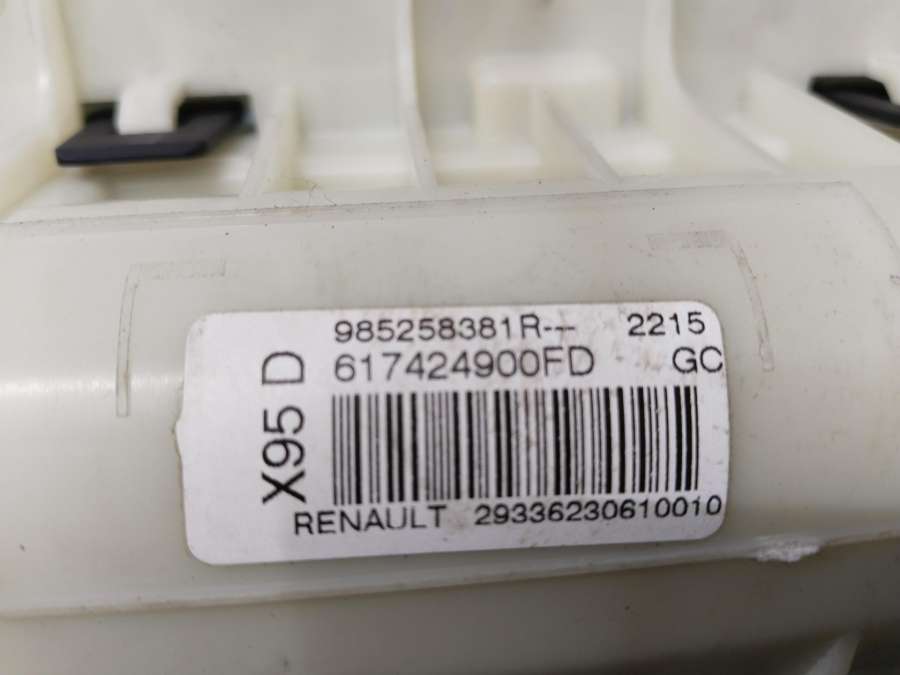 985258381R--- 2215
617424900FD GC
X95 D
RENAULT 29336230610010